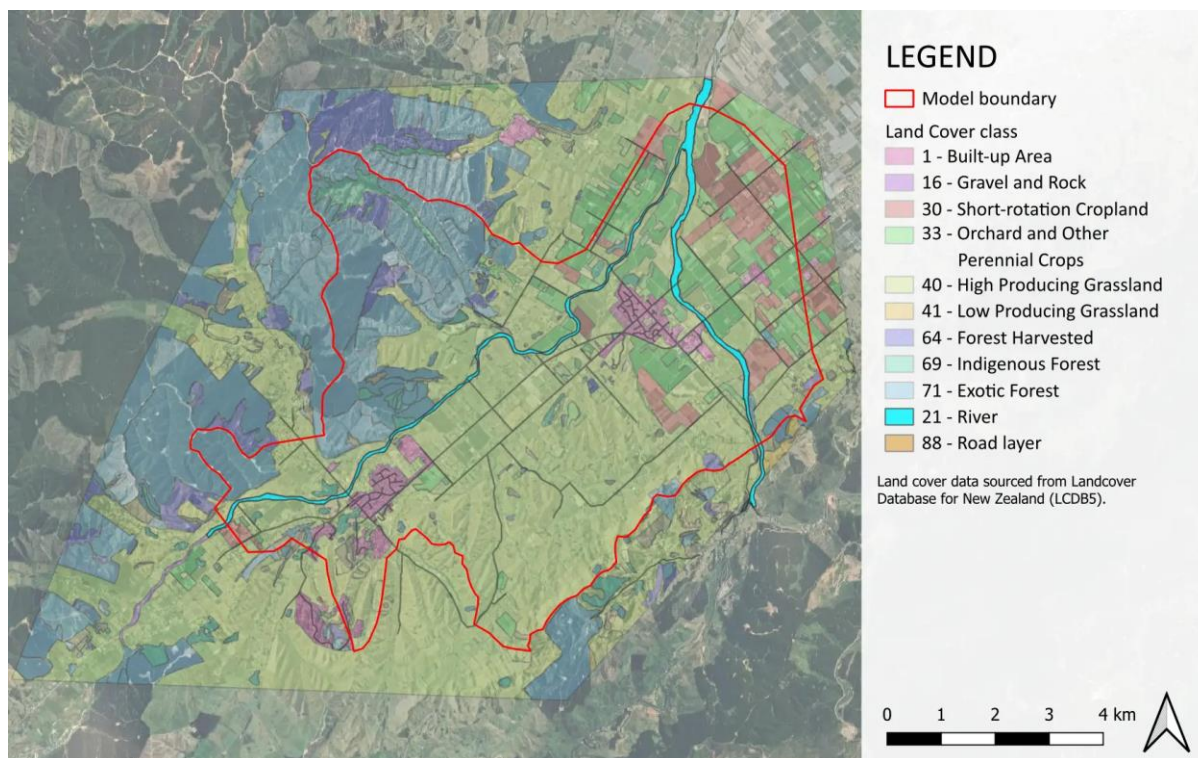 LEGEND
Model boundary
Land Cover class
1 - Built-up Area
16 - Gravel and Rock
30 - Short-rotation Cropland
33 - Orchard and Other
Perennial Crops
40 - High Producing Grassland
41 - Low Producing Grassland
64 - Forest Harvested
69 - Indigenous Forest
71 - Exotic Forest
21 - River
88 - Road layer
Land cover data sourced from Landcover
Database for New Zealand (LCDB5).
0 1 2 3 4 km